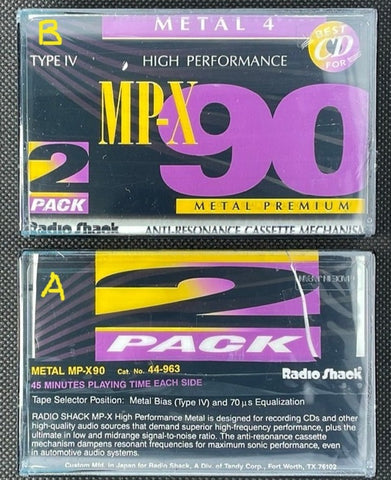 B
METAL 4
TYPE IV
HIGH PERFORMANCE
BEST
FOR
CD
MP-X
90
2
PACK
METAL PREMIUM
Radio Shack
ANTI-RESONANCE CASSETTE MECHANISM
A
2
PACK
METAL MP-X90
Cat. No. 44-963
Radio Shack
45 MINUTES PLAYING TIME EACH SIDE
Tape Selector Position: Metal Bias (Type IV) and 70 µs Equalization
RADIO SHACK MP-X High Performance Metal is designed for recording CDs and other
high-quality audio sources that demand superior high-frequency performance, plus the
ultimate in low and midrange signal-to-noise ratio. The anti-resonance cassette
mechanism dampens resonant frequencies for maximum sonic performance, even
in automotive audio systems.
Custom Mfd. in Japan for Radio Shack, A Div. of Tandy Corp., Fort Worth, TX 76102